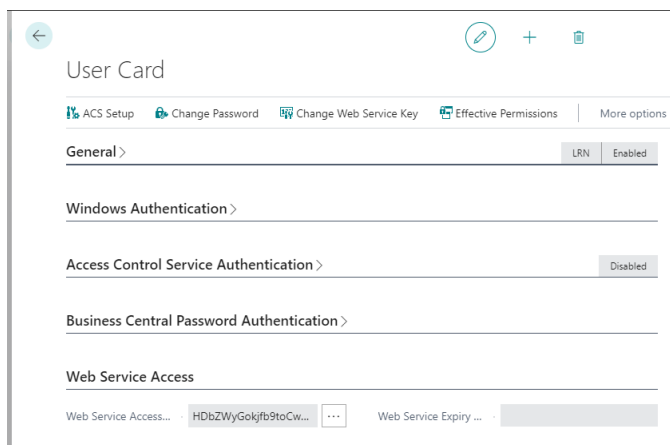 User Card
ACS Setup Change Password Change Web Service Key Effective Permissions More options
General LRN Enabled
Windows Authentication
Access Control Service Authentication Disabled
Business Central Password Authentication
Web Service Access
Web Service Access... HDbZWyGokjfb9toCw... ... Web Service Expiry ...